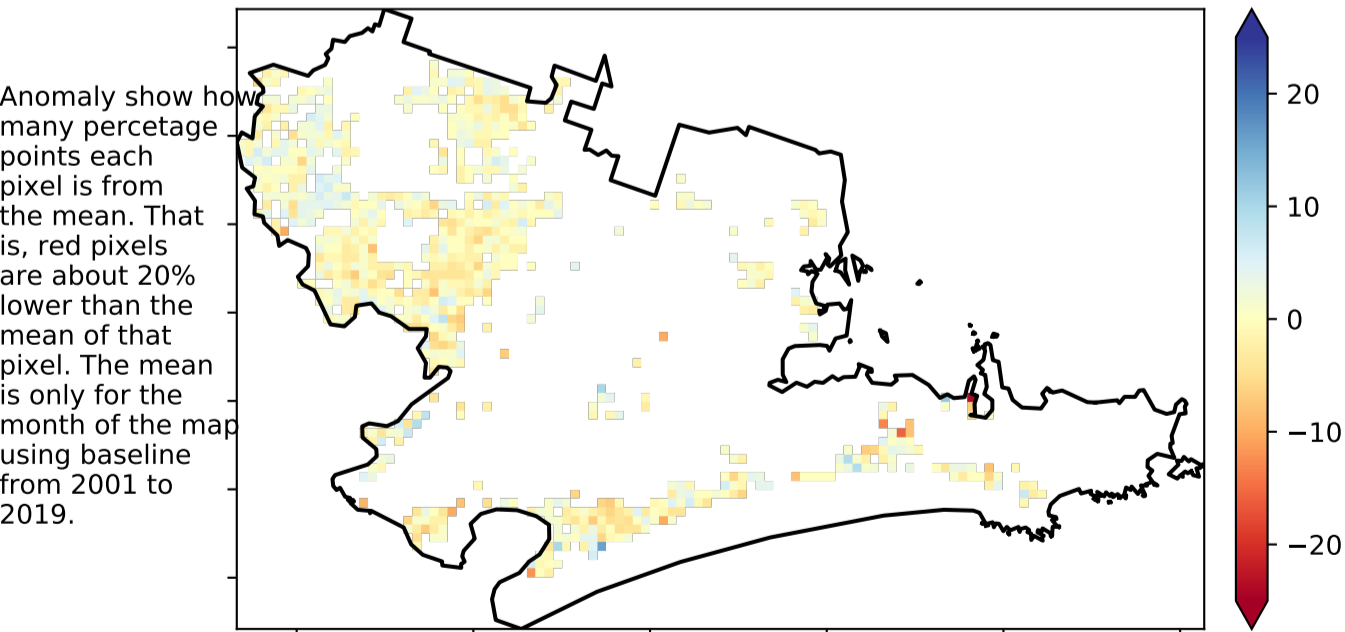 Anomaly show how
many percetage
points each
pixel is from
the mean. That
is, red pixels
are about 20%
lower than the
mean of that
pixel. The mean
is only for the
month of the map
using baseline
from 2001 to
2019.
20
10
0
−10
−20